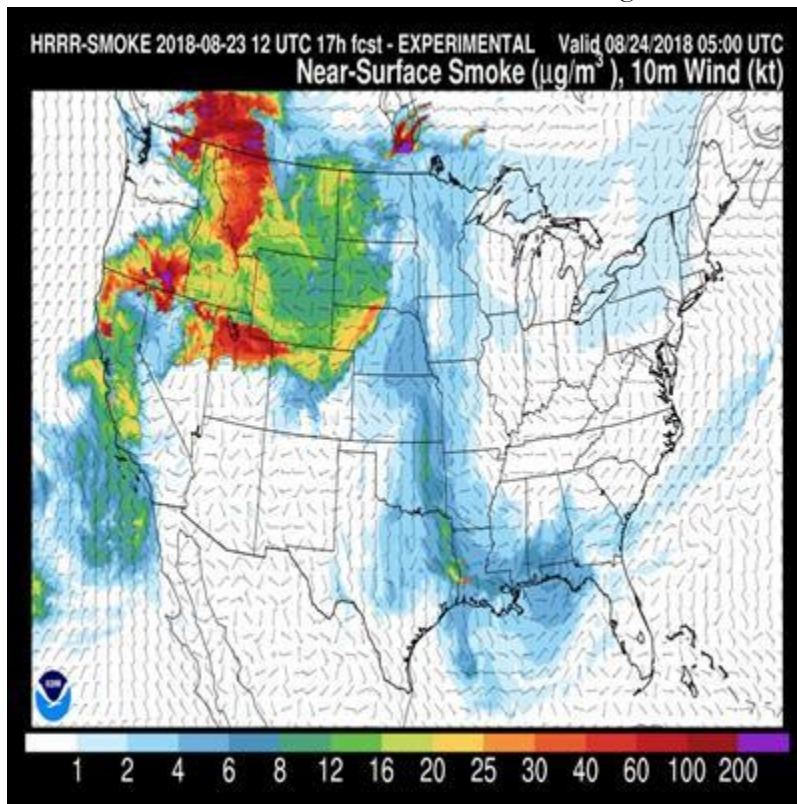 HRRR-SMOKE 2018-08-23 12 UTC 17h fcst - EXPERIMENTAL Valid 08/24/2018 05:00 UTC
Near-Surface Smoke (µg/m³ ), 10m Wind (kt)
1 2 4 6 8 12 16 20 25 30 40 60 100 200